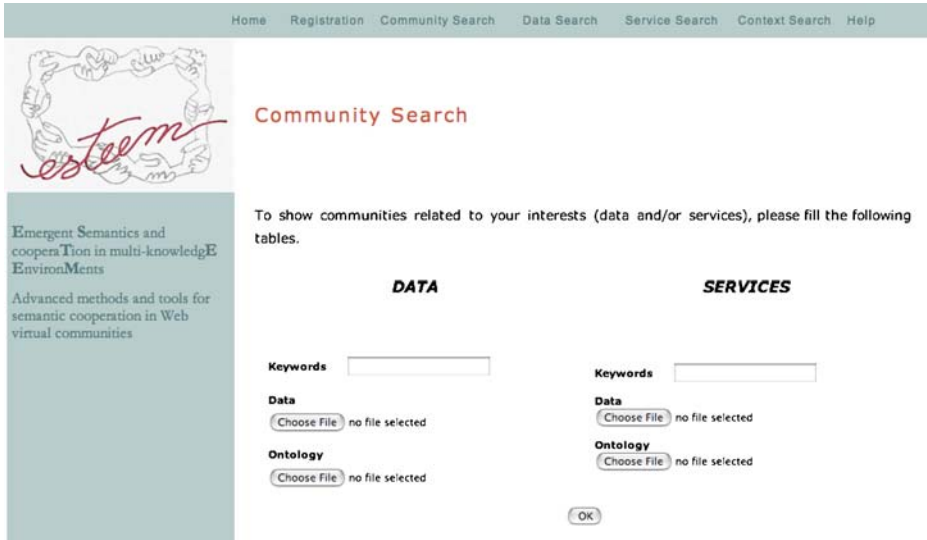 Home Registration Community Search Data Search Service Search Context Search Help
esteem
Community Search
Emergent Semantics and
cooperaTion in multi-knowledgE
EnvironMents
Advanced methods and tools for
semantic cooperation in Web
virtual communities
To show communities related to your interests (data and/or services), please fill the following
tables.
DATA
Keywords
Data
Choose File no file selected
Ontology
Choose File no file selected
SERVICES
Keywords
Data
Choose File no file selected
Ontology
Choose File no file selected
OK